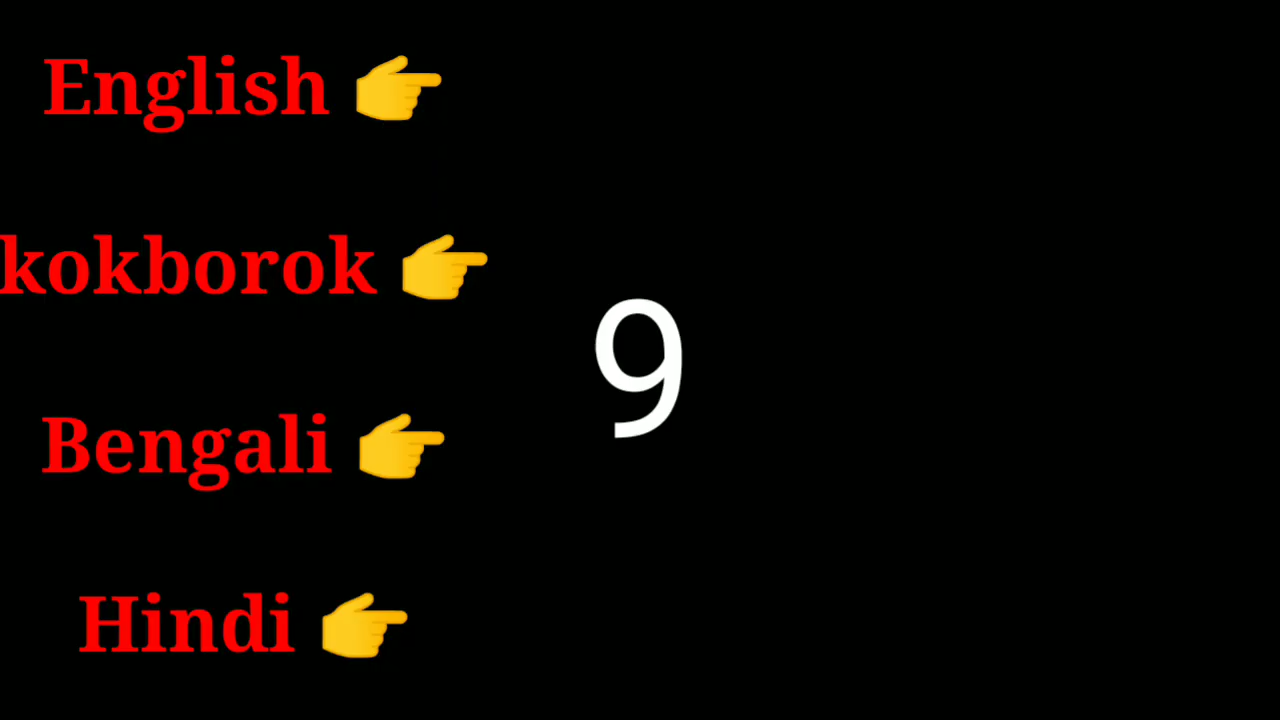 English 👉
kokborok 👉
9
Bengali 👉
Hindi 👉